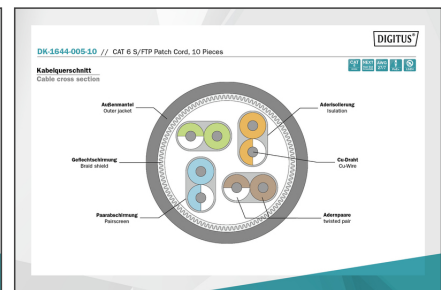 DIGITUS®
DK-1644-005-10 // CAT 6 S/FTP Patch Cord, 10 Pieces
Kabelquerschnitt
Cable cross section
Außenmantel
Outer jacket
Aderisolierung
Isolation
Geflechtschirmung
Braid shield
Cu-Draht
Cu-Wire
Paarabschirmung
Pairscreen
Adernpaare
twisted pair